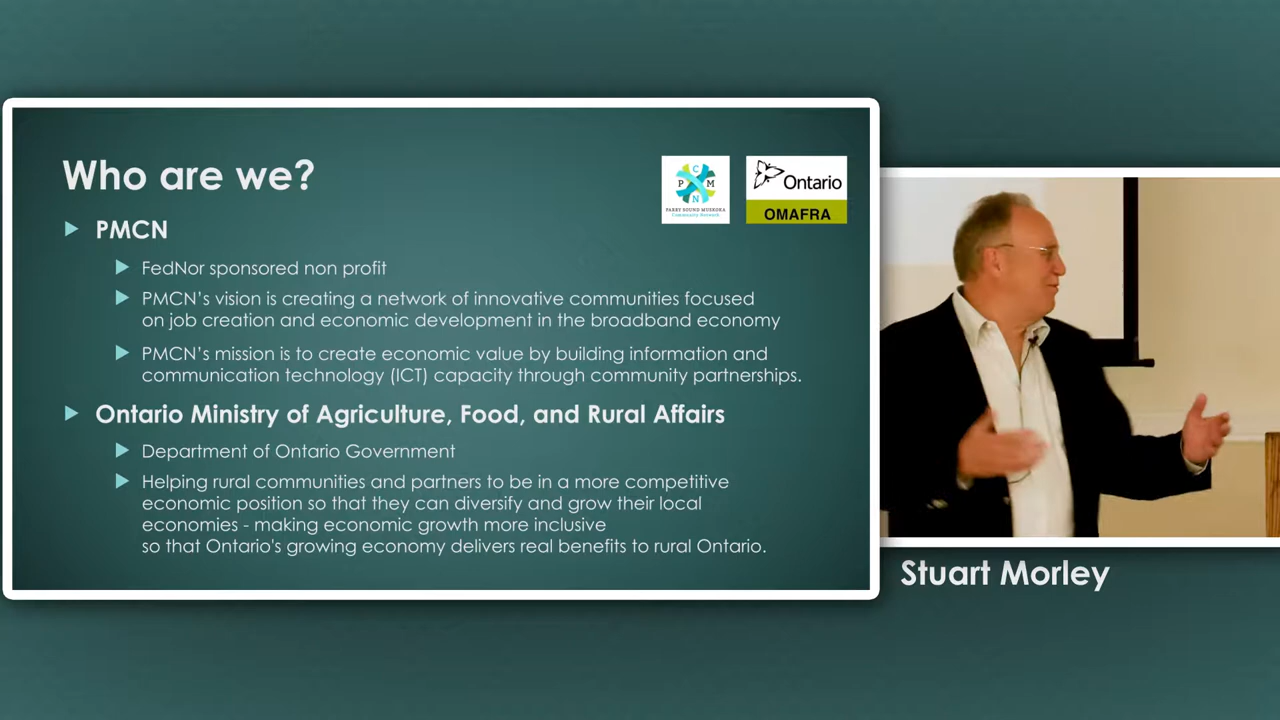 Who are we?
C
P M
N
PARRY SOUND MUSKOKA
Community Network
Ontario
OMAFRA
PMCN
FedNor sponsored non profit
PMCN's vision is creating a network of innovative communities focused
on job creation and economic development in the broadband economy
PMCN's mission is to create economic value by building information and
communication technology (ICT) capacity through community partnerships.
Ontario Ministry of Agriculture, Food, and Rural Affairs
Department of Ontario Government
Helping rural communities and partners to be in a more competitive
economic position so that they can diversify and grow their local
economies - making economic growth more inclusive
so that Ontario's growing economy delivers real benefits to rural Ontario.
Stuart Morley